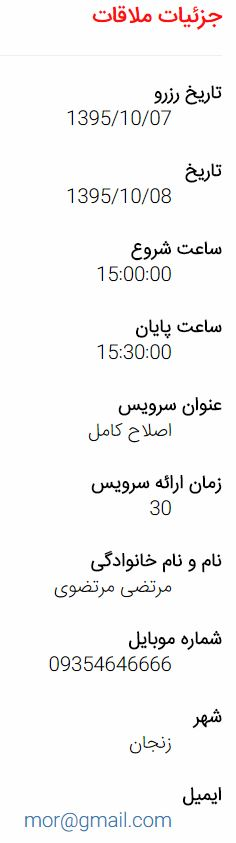 جزئیات ملاقات
تاریخ رزرو
1395/10/07
تاریخ
1395/10/08
ساعت شروع
15:00:00
ساعت پایان
15:30:00
عنوان سرویس
اصلاح کامل
زمان ارائه سرویس
30
نام و نام خانوادگی
مرتضی مرتضوی
شماره موبایل
09354646666
شهر
زنجان
ایمیل
mor@gmail.com